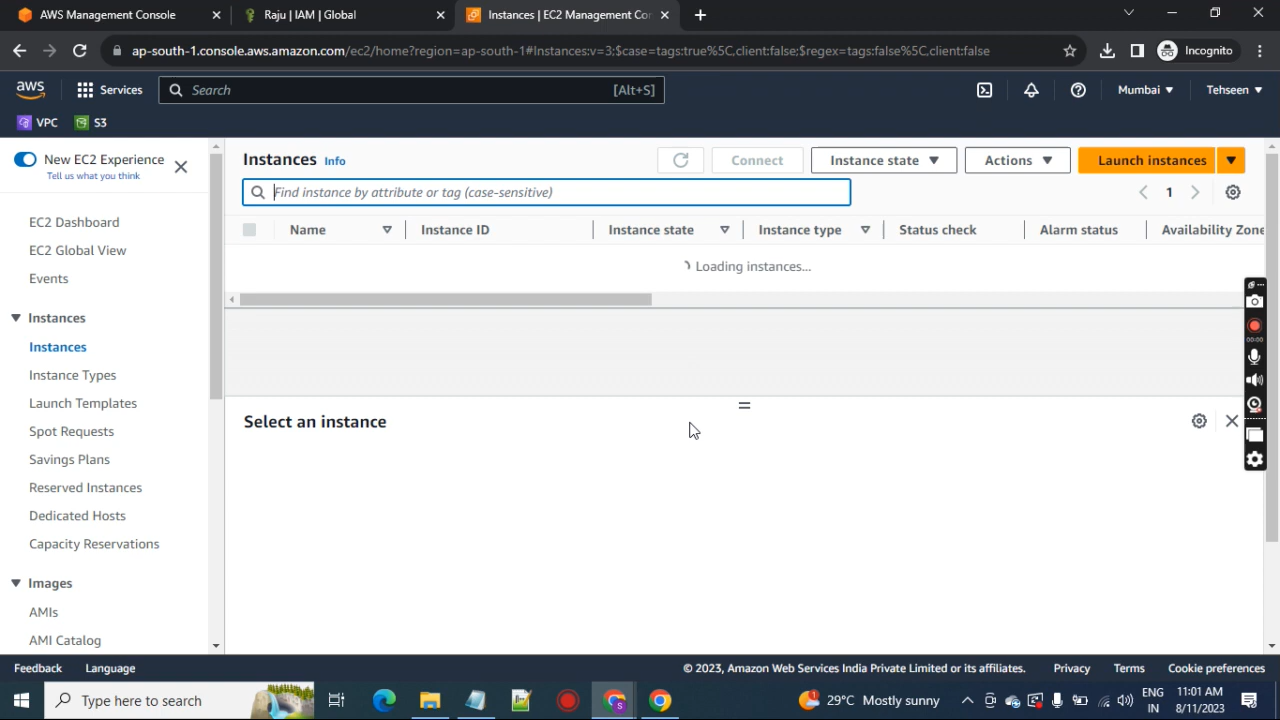 AWS Management Console
Raju | IAM | Global
Instances | EC2 Management Con
ap-south-1.console.aws.amazon.com/ec2/home?region=ap-south-1#Instances:v=3;$case=tags:true%5C,client:false;$regex=tags:false%5C,client:false
Incognito
aws
Services
Search
[Alt+S]
Mumbai
Tehseen
VPC
S3
New EC2 Experience
Tell us what you think
EC2 Dashboard
EC2 Global View
Events
Instances
Instances
Instance Types
Launch Templates
Spot Requests
Savings Plans
Reserved Instances
Dedicated Hosts
Capacity Reservations
Images
AMIs
AMI Catalog
Instances Info
Connect
Instance state
Actions
Launch instances
Find instance by attribute or tag (case-sensitive)
1
Name
Instance ID
Instance state
Instance type
Status check
Alarm status
Availability Zone
Loading instances...
Select an instance
00:00
Feedback
Language
© 2023, Amazon Web Services India Private Limited or its affiliates.
Privacy
Terms
Cookie preferences
Type here to search
1
29°C Mostly sunny
ENG
IN
11:01 AM
8/11/2023